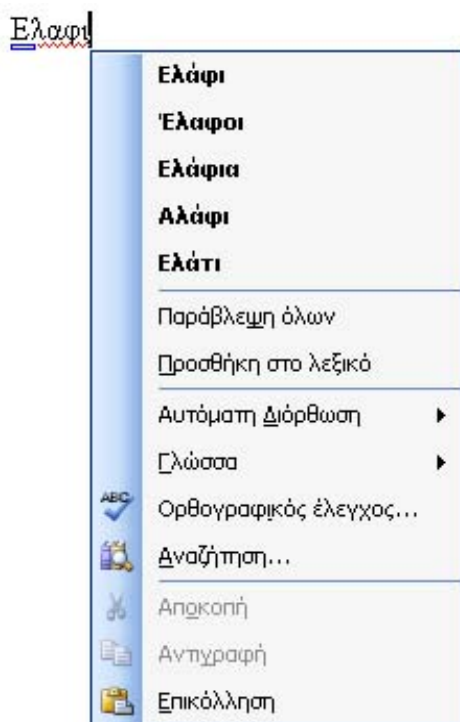 Ελαφι
Ελάφι
Έλαφοι
Ελάφια
Αλάφι
Ελάτι
Παράβλεψη όλων
Προσθήκη στο λεξικό
Αυτόματη Διόρθωση
Γλώσσα
ABC
Ορθογραφικός έλεγχος...
Αναζήτηση...
Αποκοπή
Αντιγραφή
Επικόλληση